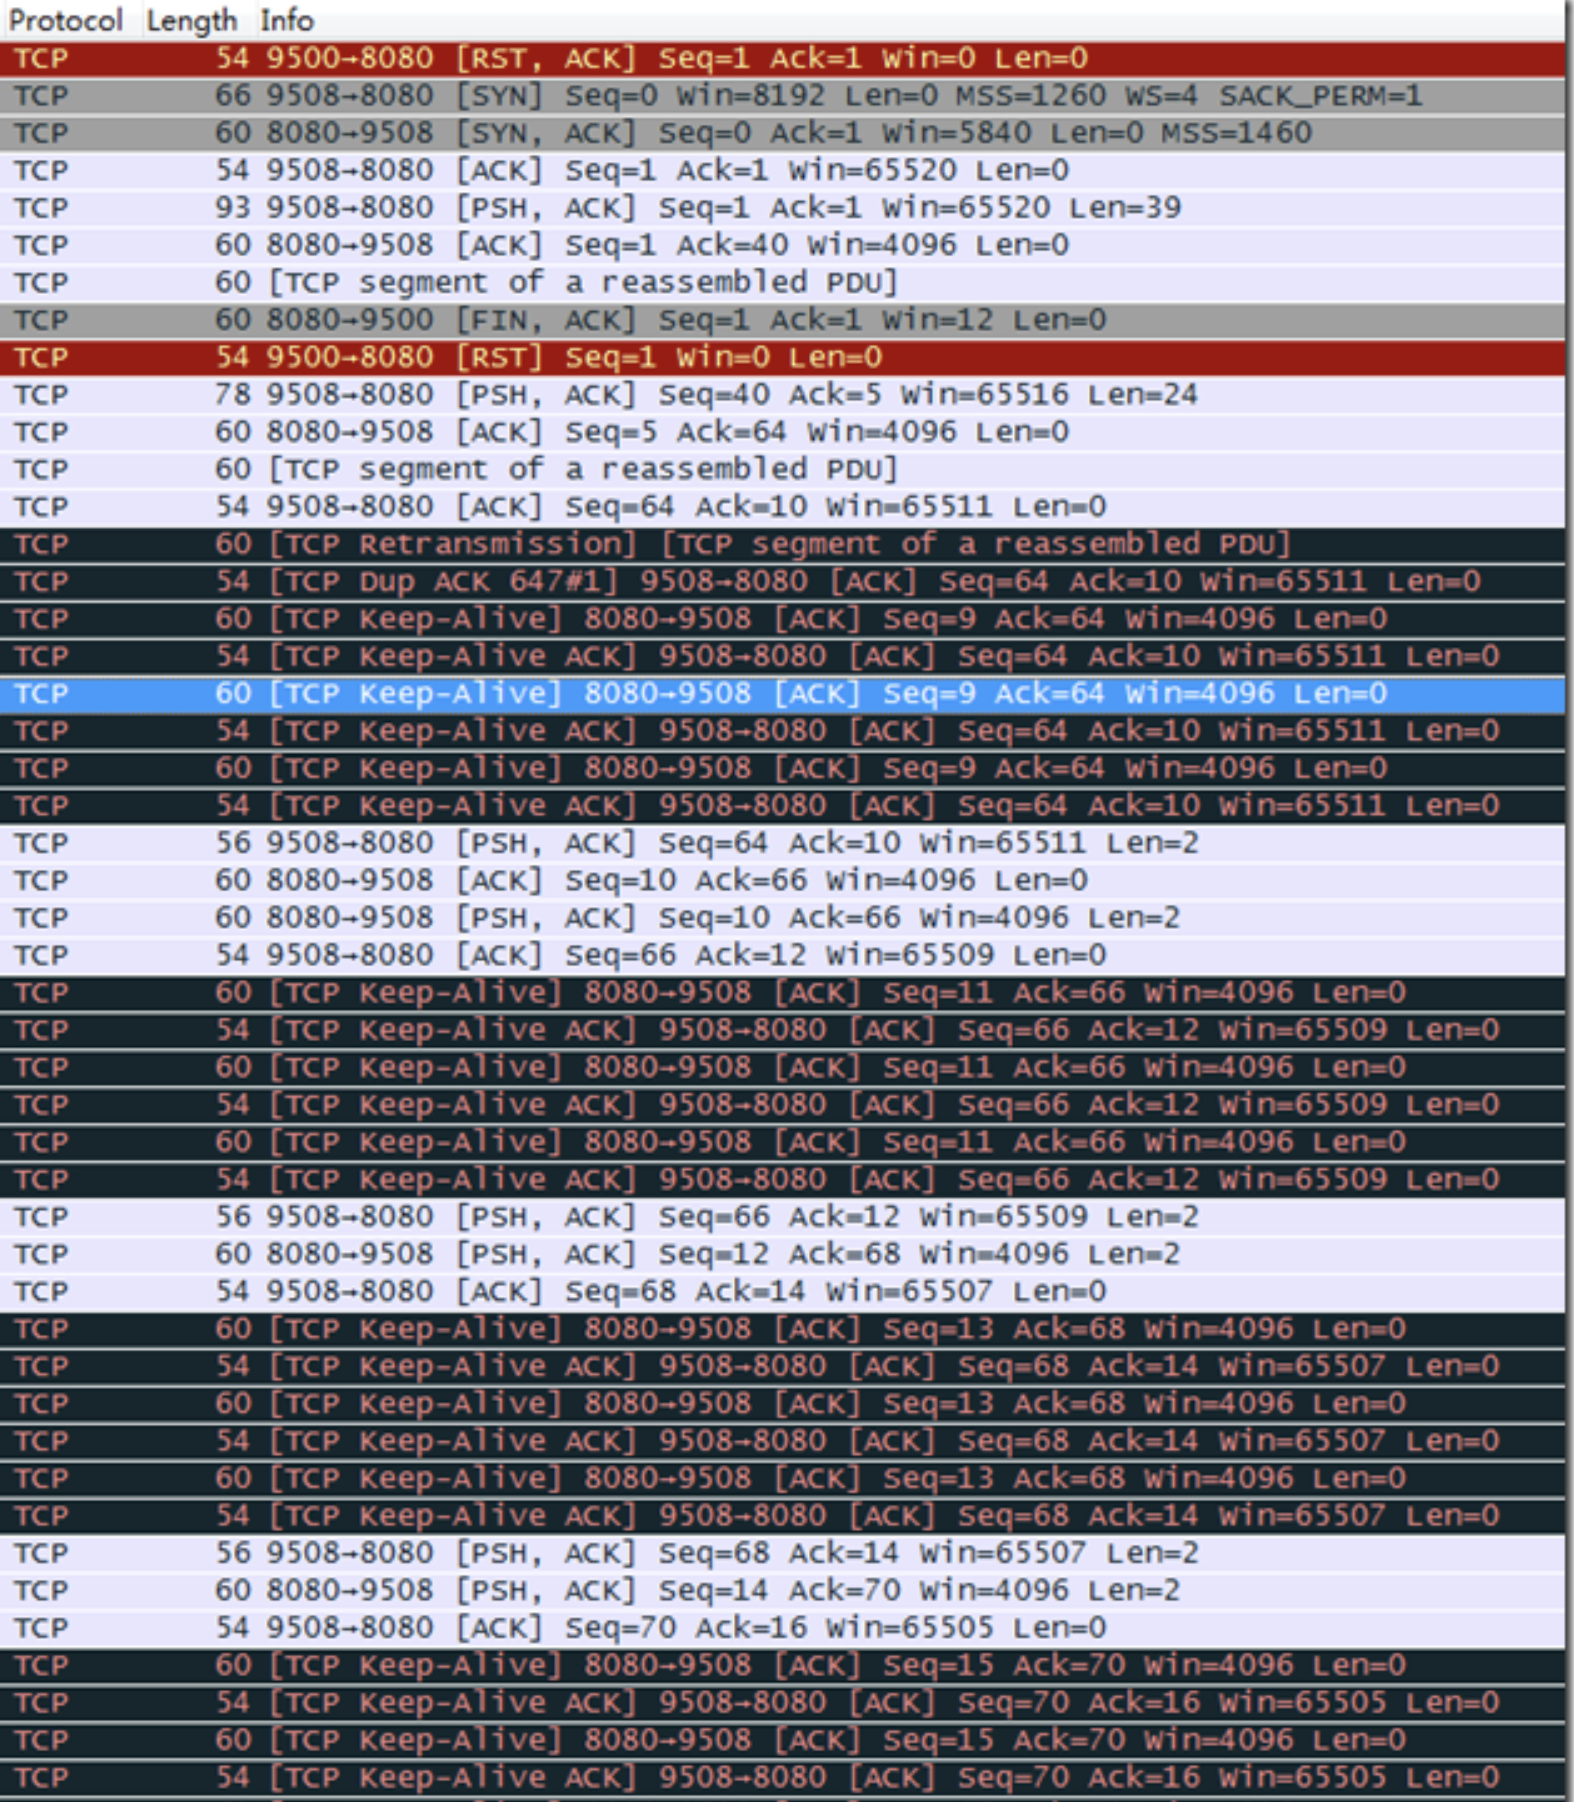 Protocol Length Info
TCP 54 9500→8080 [RST, ACK] Seq=1 Ack=1 Win=0 Len=0
TCP 66 9508→8080 [SYN] Seq=0 Win=8192 Len=0 MSS=1260 WS=4 SACK_PERM=1
TCP 60 8080→9508 [SYN, ACK] Seq=0 Ack=1 Win=5840 Len=0 MSS=1460
TCP 54 9508→8080 [ACK] Seq=1 Ack=1 Win=65520 Len=0
TCP 93 9508→8080 [PSH, ACK] Seq=1 Ack=1 Win=65520 Len=39
TCP 60 8080→9508 [ACK] Seq=1 Ack=40 Win=4096 Len=0
TCP 60 [TCP segment of a reassembled PDU]
TCP 60 8080→9500 [FIN, ACK] Seq=1 Ack=1 Win=12 Len=0
TCP 54 9500→8080 [RST] Seq=1 Win=0 Len=0
TCP 78 9508→8080 [PSH, ACK] Seq=40 Ack=5 Win=65516 Len=24
TCP 60 8080→9508 [ACK] Seq=5 Ack=64 Win=4096 Len=0
TCP 60 [TCP segment of a reassembled PDU]
TCP 54 9508→8080 [ACK] Seq=64 Ack=10 Win=65511 Len=0
TCP 60 [TCP Retransmission] [TCP segment of a reassembled PDU]
TCP 54 [TCP Dup ACK 647#1] 9508→8080 [ACK] Seq=64 Ack=10 Win=65511 Len=0
TCP 60 [TCP Keep-Alive] 8080→9508 [ACK] Seq=9 Ack=64 Win=4096 Len=0
TCP 54 [TCP Keep-Alive ACK] 9508→8080 [ACK] Seq=64 Ack=10 Win=65511 Len=0
TCP 60 [TCP Keep-Alive] 8080→9508 [ACK] Seq=9 Ack=64 Win=4096 Len=0
TCP 54 [TCP Keep-Alive ACK] 9508→8080 [ACK] Seq=64 Ack=10 Win=65511 Len=0
TCP 60 [TCP Keep-Alive] 8080→9508 [ACK] Seq=9 Ack=64 Win=4096 Len=0
TCP 54 [TCP Keep-Alive ACK] 9508→8080 [ACK] Seq=64 Ack=10 Win=65511 Len=0
TCP 56 9508→8080 [PSH, ACK] Seq=64 Ack=10 Win=65511 Len=2
TCP 60 8080→9508 [ACK] Seq=10 Ack=66 Win=4096 Len=0
TCP 60 8080→9508 [PSH, ACK] Seq=10 Ack=66 Win=4096 Len=2
TCP 54 9508→8080 [ACK] Seq=66 Ack=12 Win=65509 Len=0
TCP 60 [TCP Keep-Alive] 8080→9508 [ACK] Seq=11 Ack=66 Win=4096 Len=0
TCP 54 [TCP Keep-Alive ACK] 9508→8080 [ACK] Seq=66 Ack=12 Win=65509 Len=0
TCP 60 [TCP Keep-Alive] 8080→9508 [ACK] Seq=11 Ack=66 Win=4096 Len=0
TCP 54 [TCP Keep-Alive ACK] 9508→8080 [ACK] Seq=66 Ack=12 Win=65509 Len=0
TCP 60 [TCP Keep-Alive] 8080→9508 [ACK] Seq=11 Ack=66 Win=4096 Len=0
TCP 54 [TCP Keep-Alive ACK] 9508→8080 [ACK] Seq=66 Ack=12 Win=65509 Len=0
TCP 56 9508→8080 [PSH, ACK] Seq=66 Ack=12 Win=65509 Len=2
TCP 60 8080→9508 [PSH, ACK] Seq=12 Ack=68 Win=4096 Len=2
TCP 54 9508→8080 [ACK] Seq=68 Ack=14 Win=65507 Len=0
TCP 60 [TCP Keep-Alive] 8080→9508 [ACK] Seq=13 Ack=68 Win=4096 Len=0
TCP 54 [TCP Keep-Alive ACK] 9508→8080 [ACK] Seq=68 Ack=14 Win=65507 Len=0
TCP 60 [TCP Keep-Alive] 8080→9508 [ACK] Seq=13 Ack=68 Win=4096 Len=0
TCP 54 [TCP Keep-Alive ACK] 9508→8080 [ACK] Seq=68 Ack=14 Win=65507 Len=0
TCP 60 [TCP Keep-Alive] 8080→9508 [ACK] Seq=13 Ack=68 Win=4096 Len=0
TCP 54 [TCP Keep-Alive ACK] 9508→8080 [ACK] Seq=68 Ack=14 Win=65507 Len=0
TCP 56 9508→8080 [PSH, ACK] Seq=68 Ack=14 Win=65507 Len=2
TCP 60 8080→9508 [PSH, ACK] Seq=14 Ack=70 Win=4096 Len=2
TCP 54 9508→8080 [ACK] Seq=70 Ack=16 Win=65505 Len=0
TCP 60 [TCP Keep-Alive] 8080→9508 [ACK] Seq=15 Ack=70 Win=4096 Len=0
TCP 54 [TCP Keep-Alive ACK] 9508→8080 [ACK] Seq=70 Ack=16 Win=65505 Len=0
TCP 60 [TCP Keep-Alive] 8080→9508 [ACK] Seq=15 Ack=70 Win=4096 Len=0
TCP 54 [TCP Keep-Alive ACK] 9508→8080 [ACK] Seq=70 Ack=16 Win=65505 Len=0